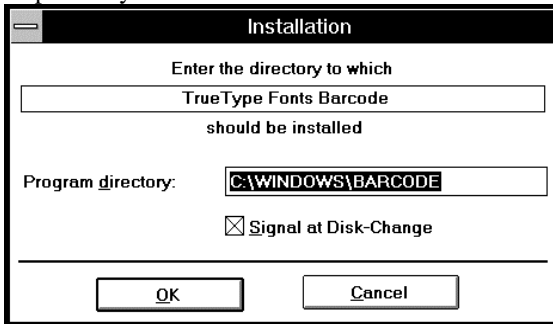 Installation
Enter the directory to which
TrueType Fonts Barcode
should be installed
Program directory: C:\WINDOWS\BARCODE
Signal at Disk-Change
OK Cancel